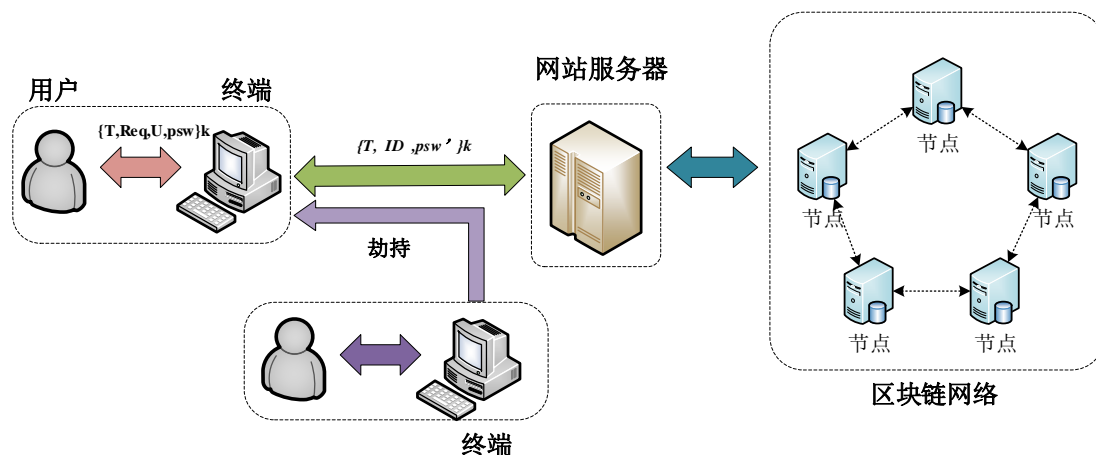 用户
终端
网站服务器
{T,Req,U,psw}k
{T, ID ,psw’}k
劫持
终端
节点
节点
节点
节点
节点
区块链网络